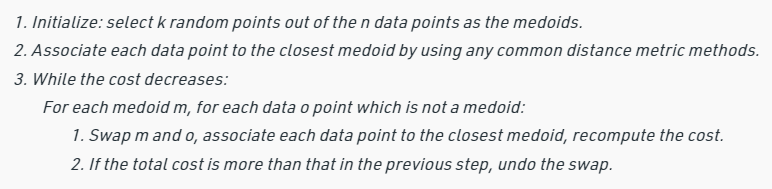 1. Initialize: select k random points out of the n data points as the medoids.
2. Associate each data point to the closest medoid by using any common distance metric methods.
3. While the cost decreases:
For each medoid m, for each data o point which is not a medoid:
1. Swap m and o, associate each data point to the closest medoid, recompute the cost.
2. If the total cost is more than that in the previous step, undo the swap.